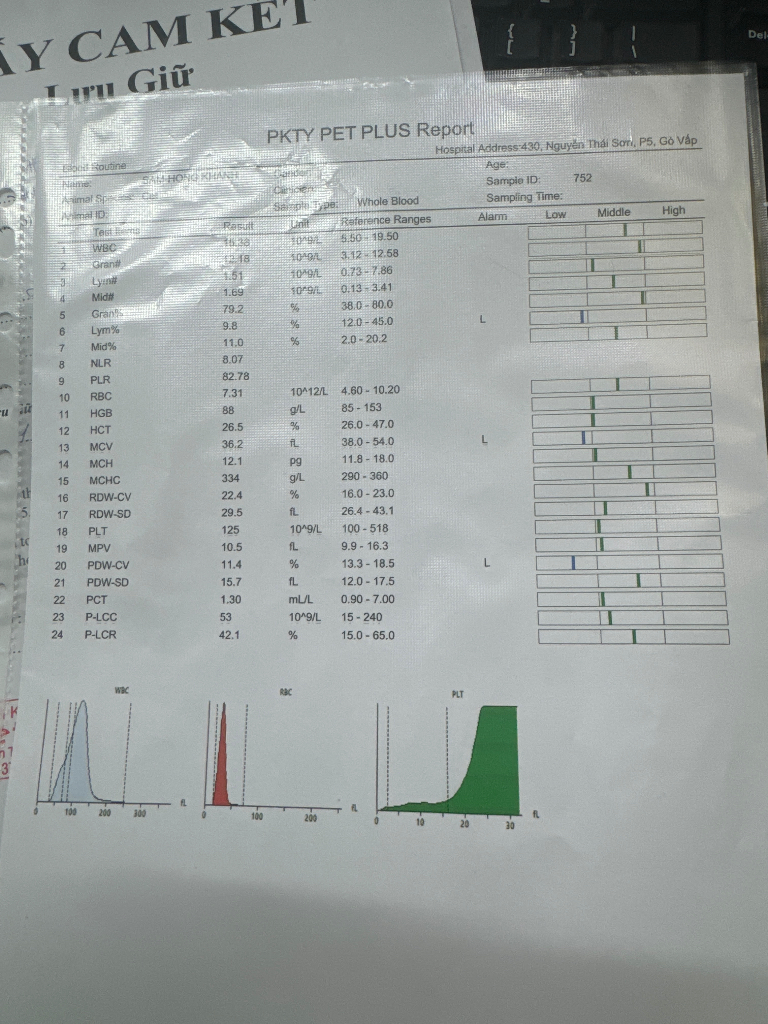 ẤY CAM KẾT
Lưu Giữ
Del
{ } |
[ ] \
PKTY PET PLUS Report
Hospital Address:430, Nguyễn Thái Sơn, P5, Gò Vấp
Blood Routine
Name: SAM-HONG KHANH Gender: Age:
Animal Species: Cat Sample ID: 752
Animal ID: Sample Type: Whole Blood Sampling Time:
Test Items Result Unit Reference Ranges Alarm Low Middle High
1 WBC 15.38 10^9/L 5.50 - 19.50
2 Gran# 12.18 10^9/L 3.12 - 12.58
3 Lym# 1.51 10^9/L 0.73 - 7.86
4 Mid# 1.69 10^9/L 0.13 - 3.41
5 Gran% 79.2 % 38.0 - 80.0
6 Lym% 9.8 % 12.0 - 45.0 L
7 Mid% 11.0 % 2.0 - 20.2
8 NLR 8.07
9 PLR 82.78
10 RBC 7.31 10^12/L 4.60 - 10.20
11 HGB 88 g/L 85 - 153
12 HCT 26.5 % 26.0 - 47.0
13 MCV 36.2 fL 38.0 - 54.0 L
14 MCH 12.1 pg 11.8 - 18.0
15 MCHC 334 g/L 290 - 360
16 RDW-CV 22.4 % 16.0 - 23.0
17 RDW-SD 29.5 fL 26.4 - 43.1
18 PLT 125 10^9/L 100 - 518
19 MPV 10.5 fL 9.9 - 16.3
20 PDW-CV 11.4 % 13.3 - 18.5 L
21 PDW-SD 15.7 fL 12.0 - 17.5
22 PCT 1.30 mL/L 0.90 - 7.00
23 P-LCC 53 10^9/L 15 - 240
24 P-LCR 42.1 % 15.0 - 65.0
WBC RBC PLT
0 100 200 300 fL 0 100 200 fL 0 10 20 30 fL